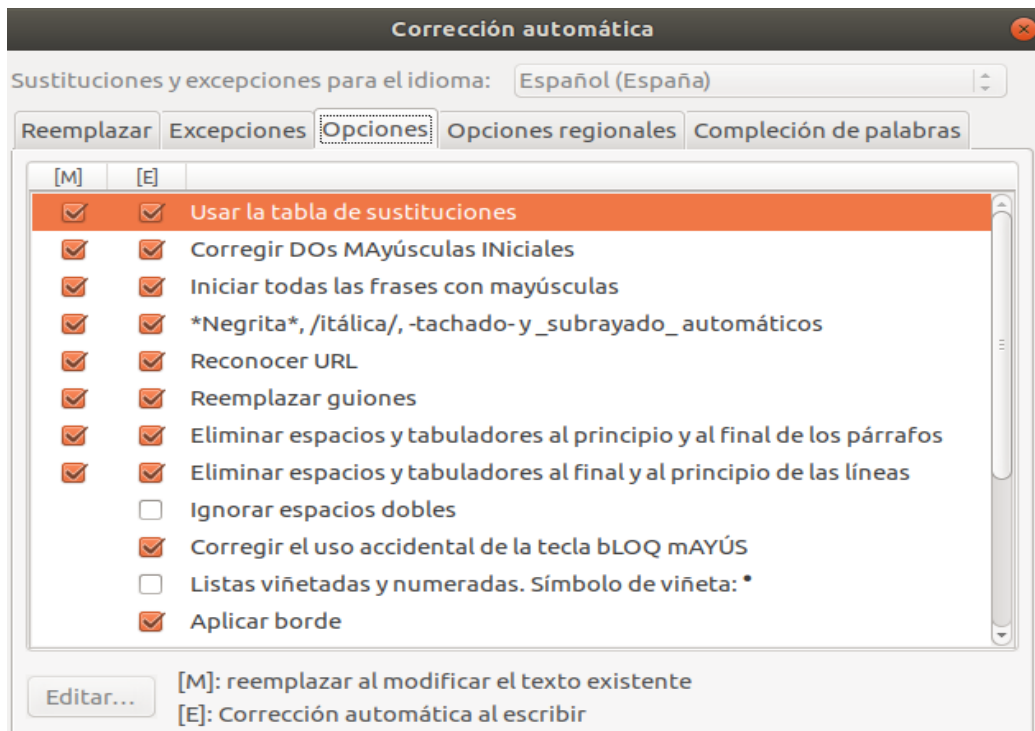 Corrección automática
Sustituciones y excepciones para el idioma: Español (España)
Reemplazar Excepciones Opciones Opciones regionales Compleción de palabras
[M] [E]
Usar la tabla de sustituciones
Corregir DOs MAyúsculas INiciales
Iniciar todas las frases con mayúsculas
*Negrita*, /itálica/, -tachado- y _subrayado_ automáticos
Reconocer URL
Reemplazar guiones
Eliminar espacios y tabuladores al principio y al final de los párrafos
Eliminar espacios y tabuladores al final y al principio de las líneas
Ignorar espacios dobles
Corregir el uso accidental de la tecla bLOQ mAYÚS
Listas viñetadas y numeradas. Símbolo de viñeta: •
Aplicar borde
Editar... [M]: reemplazar al modificar el texto existente
[E]: Corrección automática al escribir